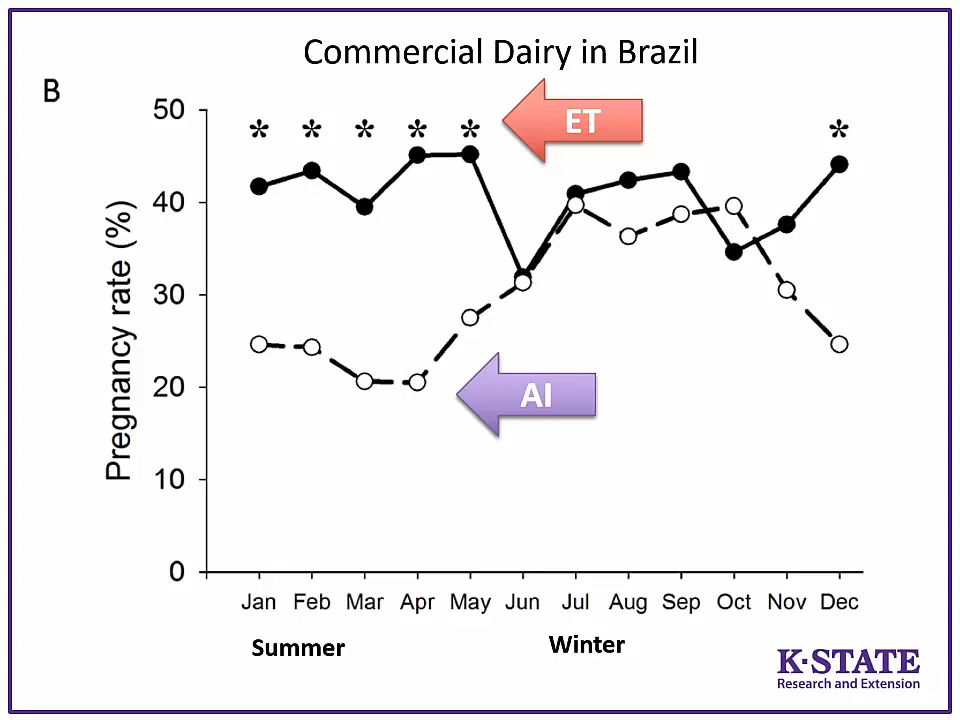 Commercial Dairy in Brazil
B
50
* * * * * *
ET
40
30
20
AI
10
0
Pregnancy rate (%)
Jan Feb Mar Apr May Jun Jul Aug Sep Oct Nov Dec
Summer Winter
K-STATE
Research and Extension